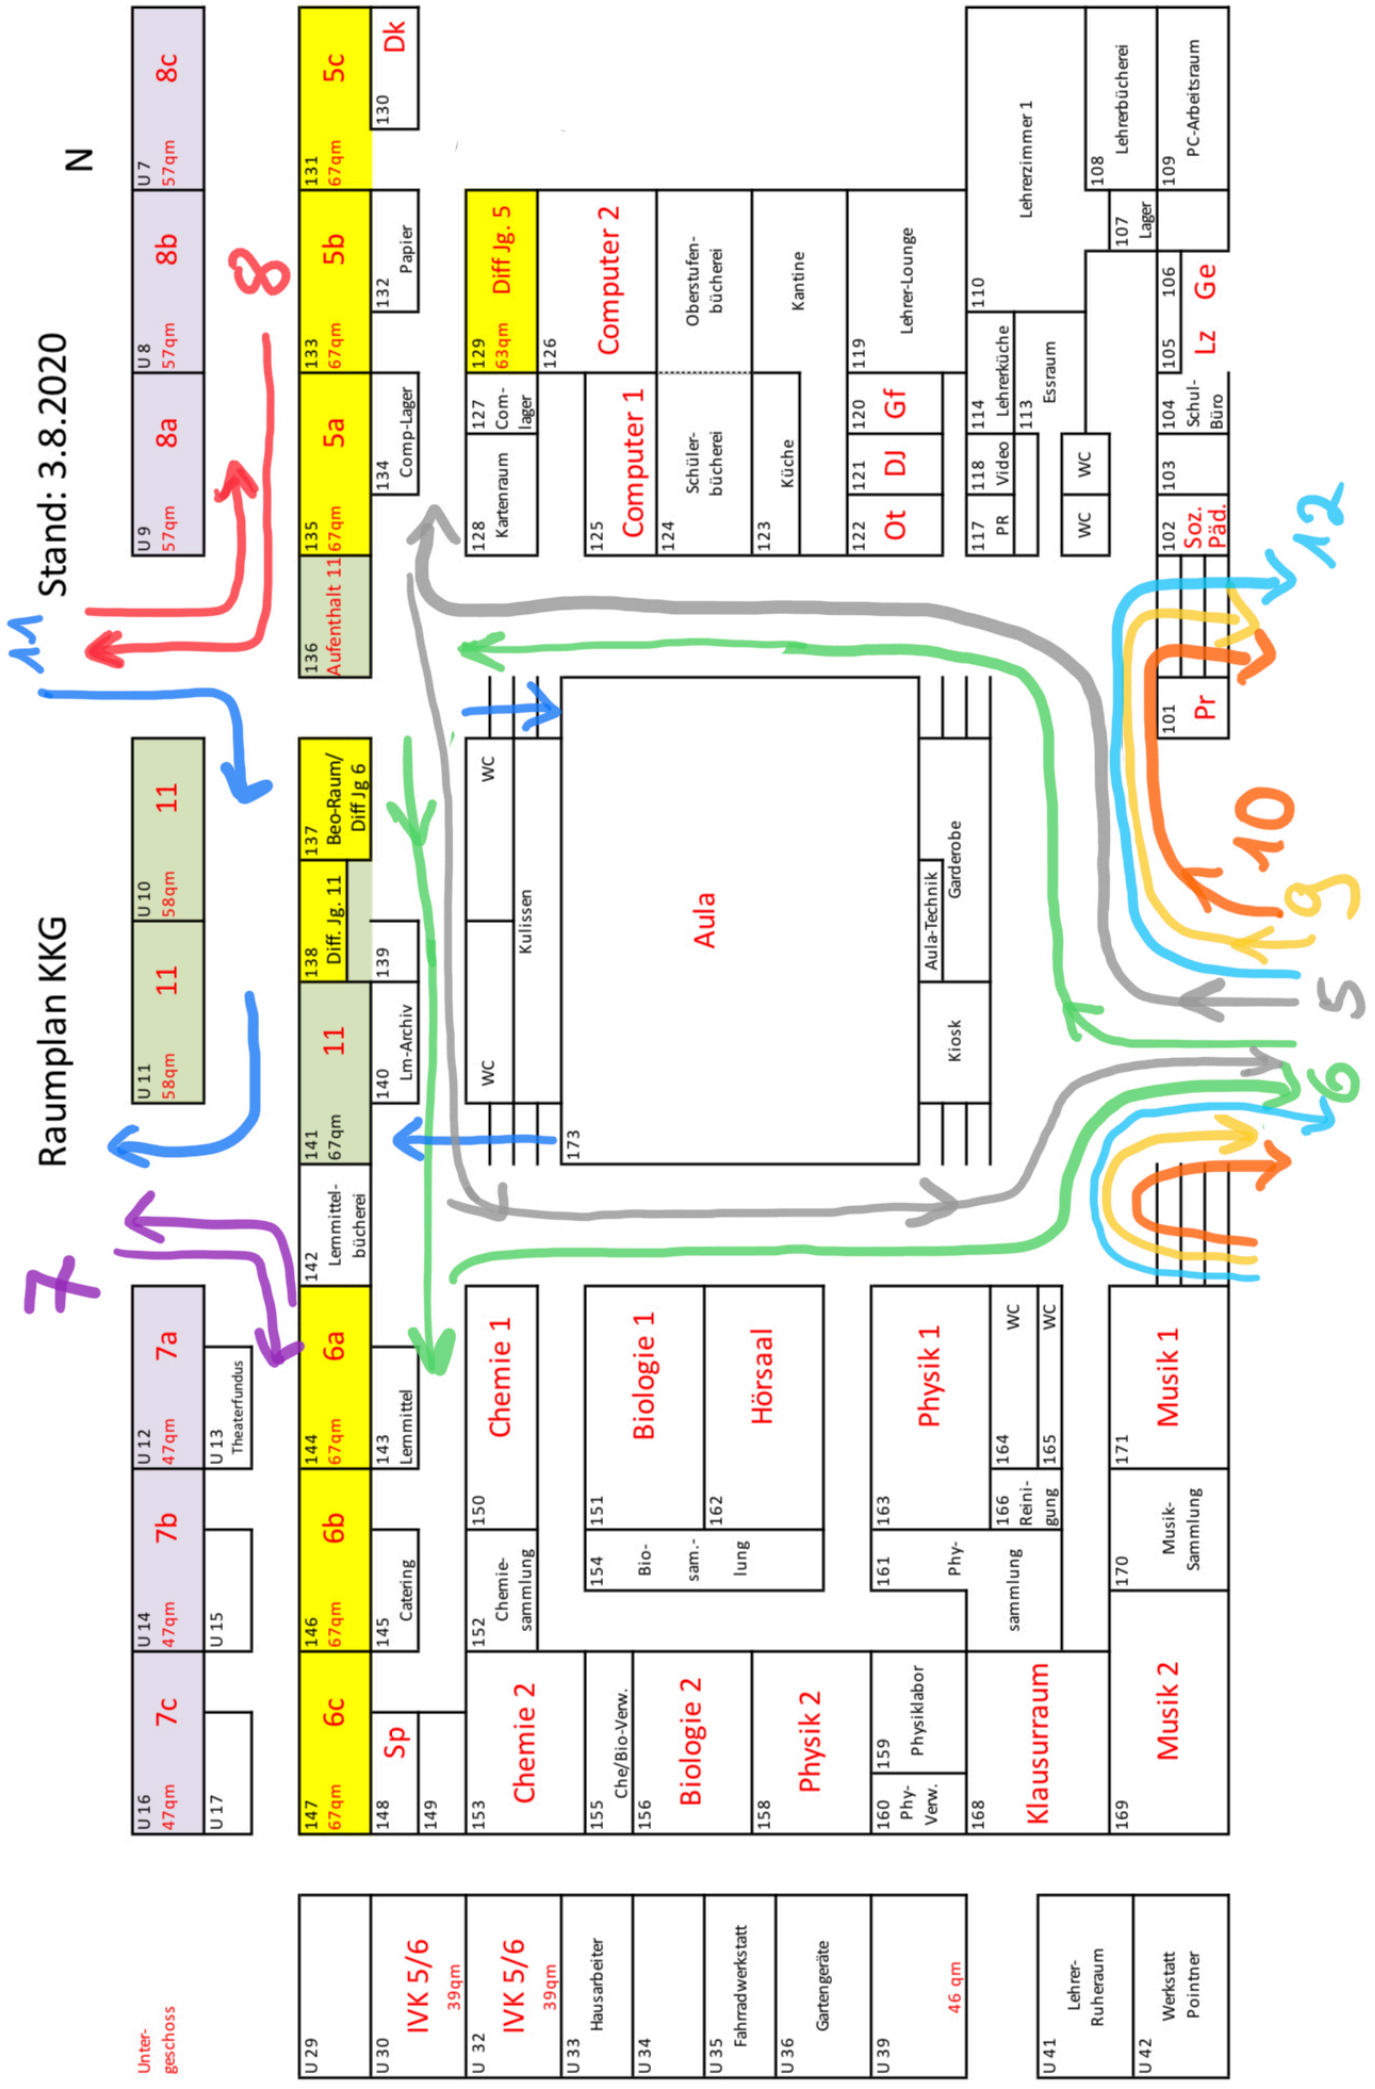 Raumplan KKG
Stand: 3.8.2020
N
Unter-
geschoss
U 16
47qm
7c
U 14
47qm
7b
U 12
47qm
7a
U 11
58qm
11
U 10
58qm
11
U 9
57qm
8a
U 8
57qm
8b
U 7
57qm
8c
U 17
U 15
U 13
Theaterfundus
7
11
8
U 29
147
67qm
6c
146
67qm
6b
144
67qm
6a
142
Lernmittel-
bücherei
141
67qm
11
138
Diff. Jg. 11
137
Beo-Raum/
Diff Jg 6
136
Aufenthalt 11
135
67qm
5a
133
67qm
5b
131
67qm
5c
U 30
IVK 5/6
39qm
148
Sp
149
145
Catering
143
Lernmittel
140
Lm-Archiv
139
134
Comp-Lager
132
Papier
130
Dk
U 32
IVK 5/6
39qm
153
Chemie 2
152
Chemie-
sammlung
150
Chemie 1
WC
WC
Kulissen
128
Kartenraum
127
Com-
lager
129
63qm
Diff Jg. 5
U 33
Hausarbeiter
155
Che/Bio-Verw.
154
Bio-
sam.-
lung
151
Biologie 1
173
Aula
125
Computer 1
126
Computer 2
U 34
156
Biologie 2
162
Hörsaal
124
Schüler-
bücherei
Oberstufen-
bücherei
U 35
Fahrradwerkstatt
U 36
Gartengeräte
158
Physik 2
123
Küche
Kantine
U 39
46 qm
160
Phy-
Verw.
159
Physiklabor
161
Phy-
sammlung
163
Physik 1
Kiosk
Aula-Technik
Garderobe
122
Ot
121
DJ
120
Gf
119
Lehrer-Lounge
168
Klausurraum
166
Reini-
gung
164
WC
165
WC
117
PR
118
Video
114
Lehrerküche
113
Essraum
110
Lehrerzimmer 1
WC
WC
U 41
Lehrer-
Ruheraum
U 42
Werkstatt
Pointner
169
Musik 2
170
Musik-
Sammlung
171
Musik 1
101
Pr
102
Soz.
Päd.
103
104
Schul-
Büro
105
Lz
106
Ge
107
Lager
108
Lehrerbücherei
109
PC-Arbeitsraum
6
5
9
10
12